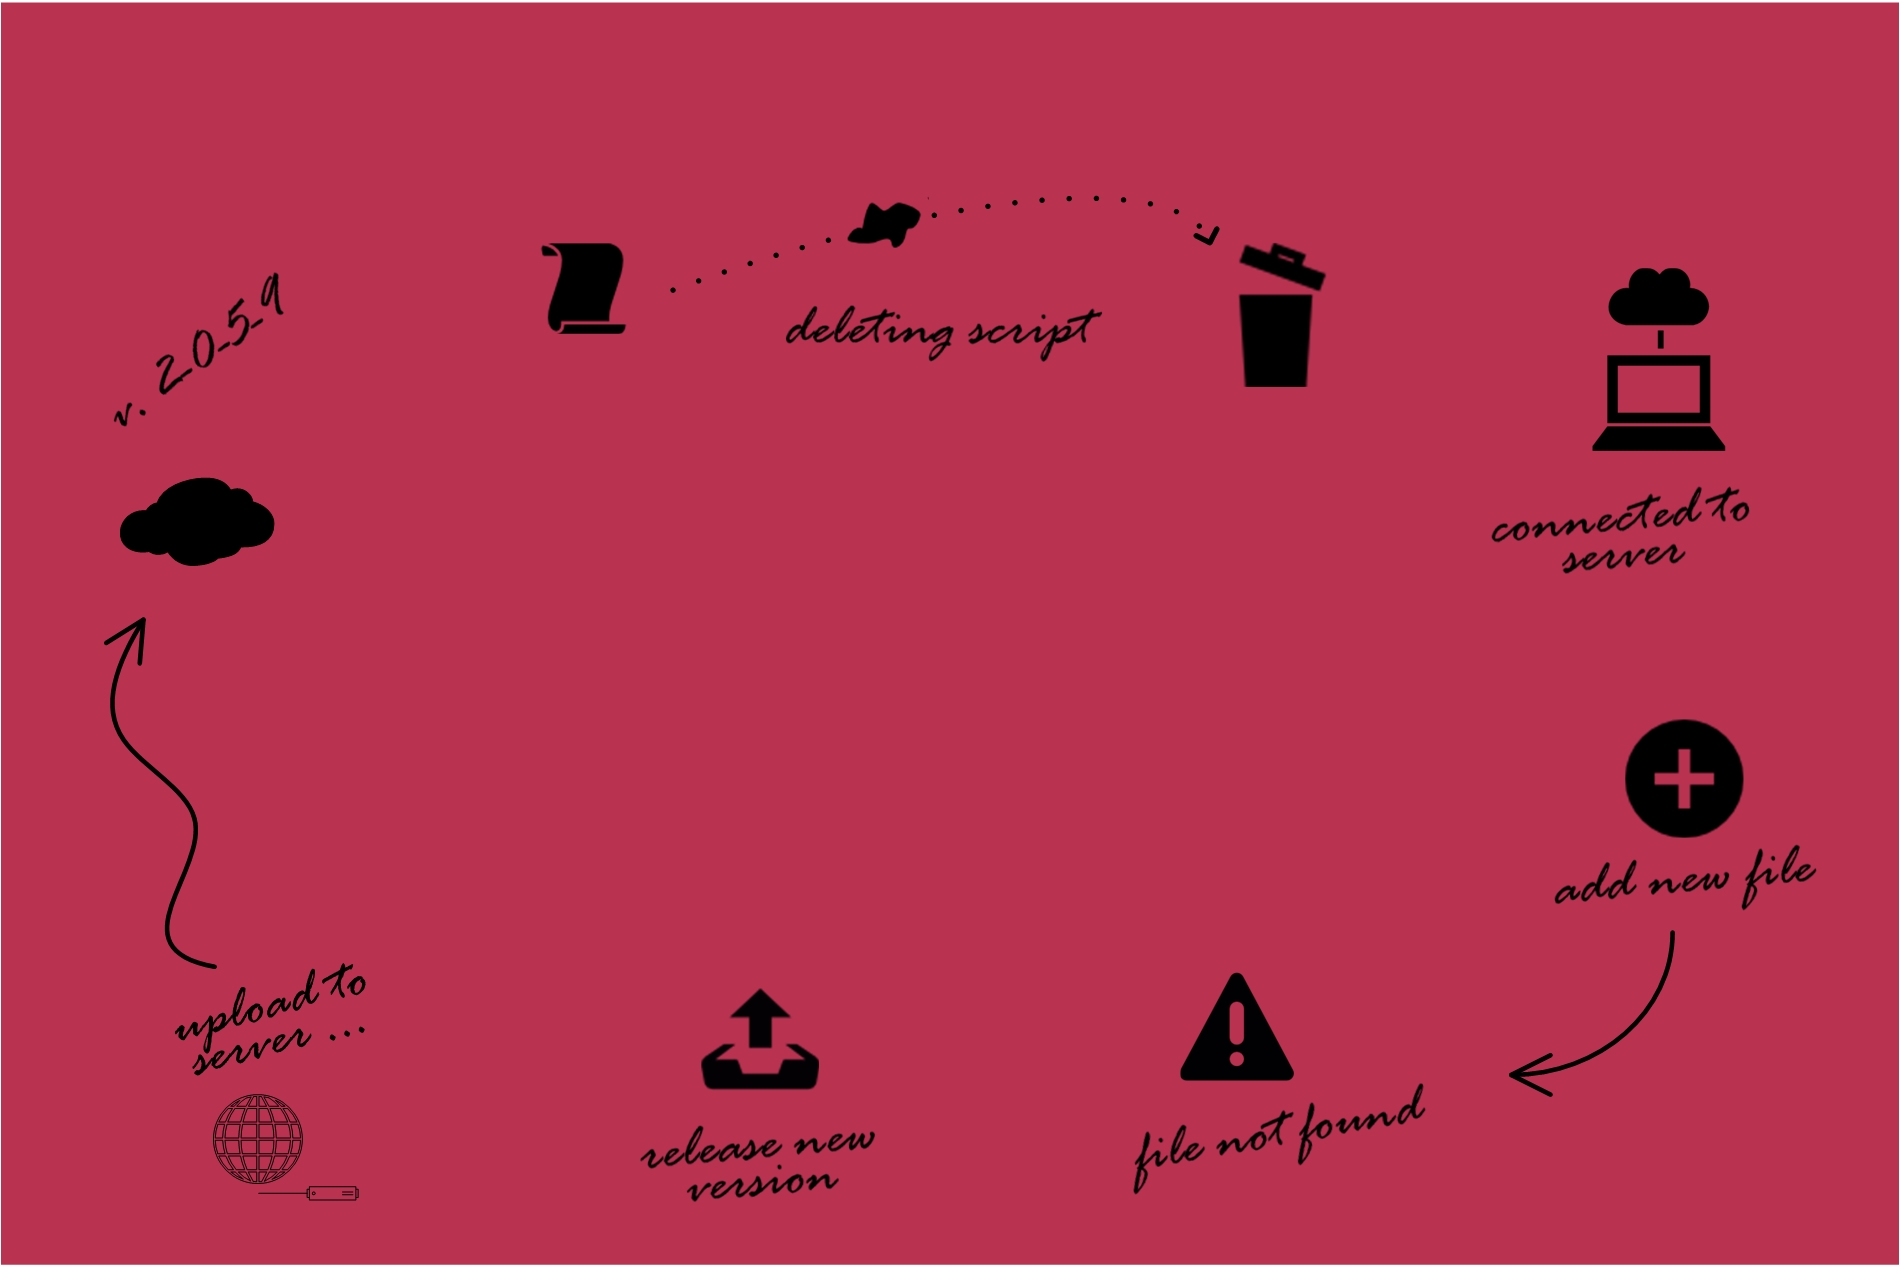 v. 2.0-5-9
deleting script
connected to
server
add new file
upload to
server ...
release new
version
file not found